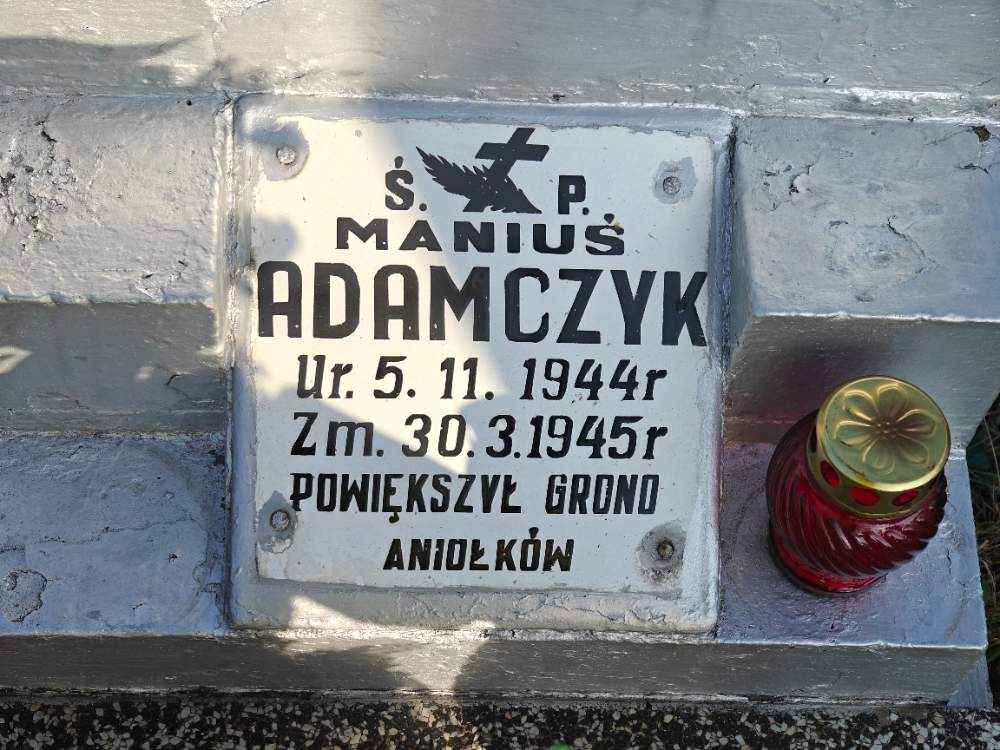 Ś. P.
MANIUŚ
ADAMCZYK
Ur. 5. 11. 1944r
Zm. 30.3.1945r
POWIĘKSZYŁ GRONO
ANIOŁKÓW